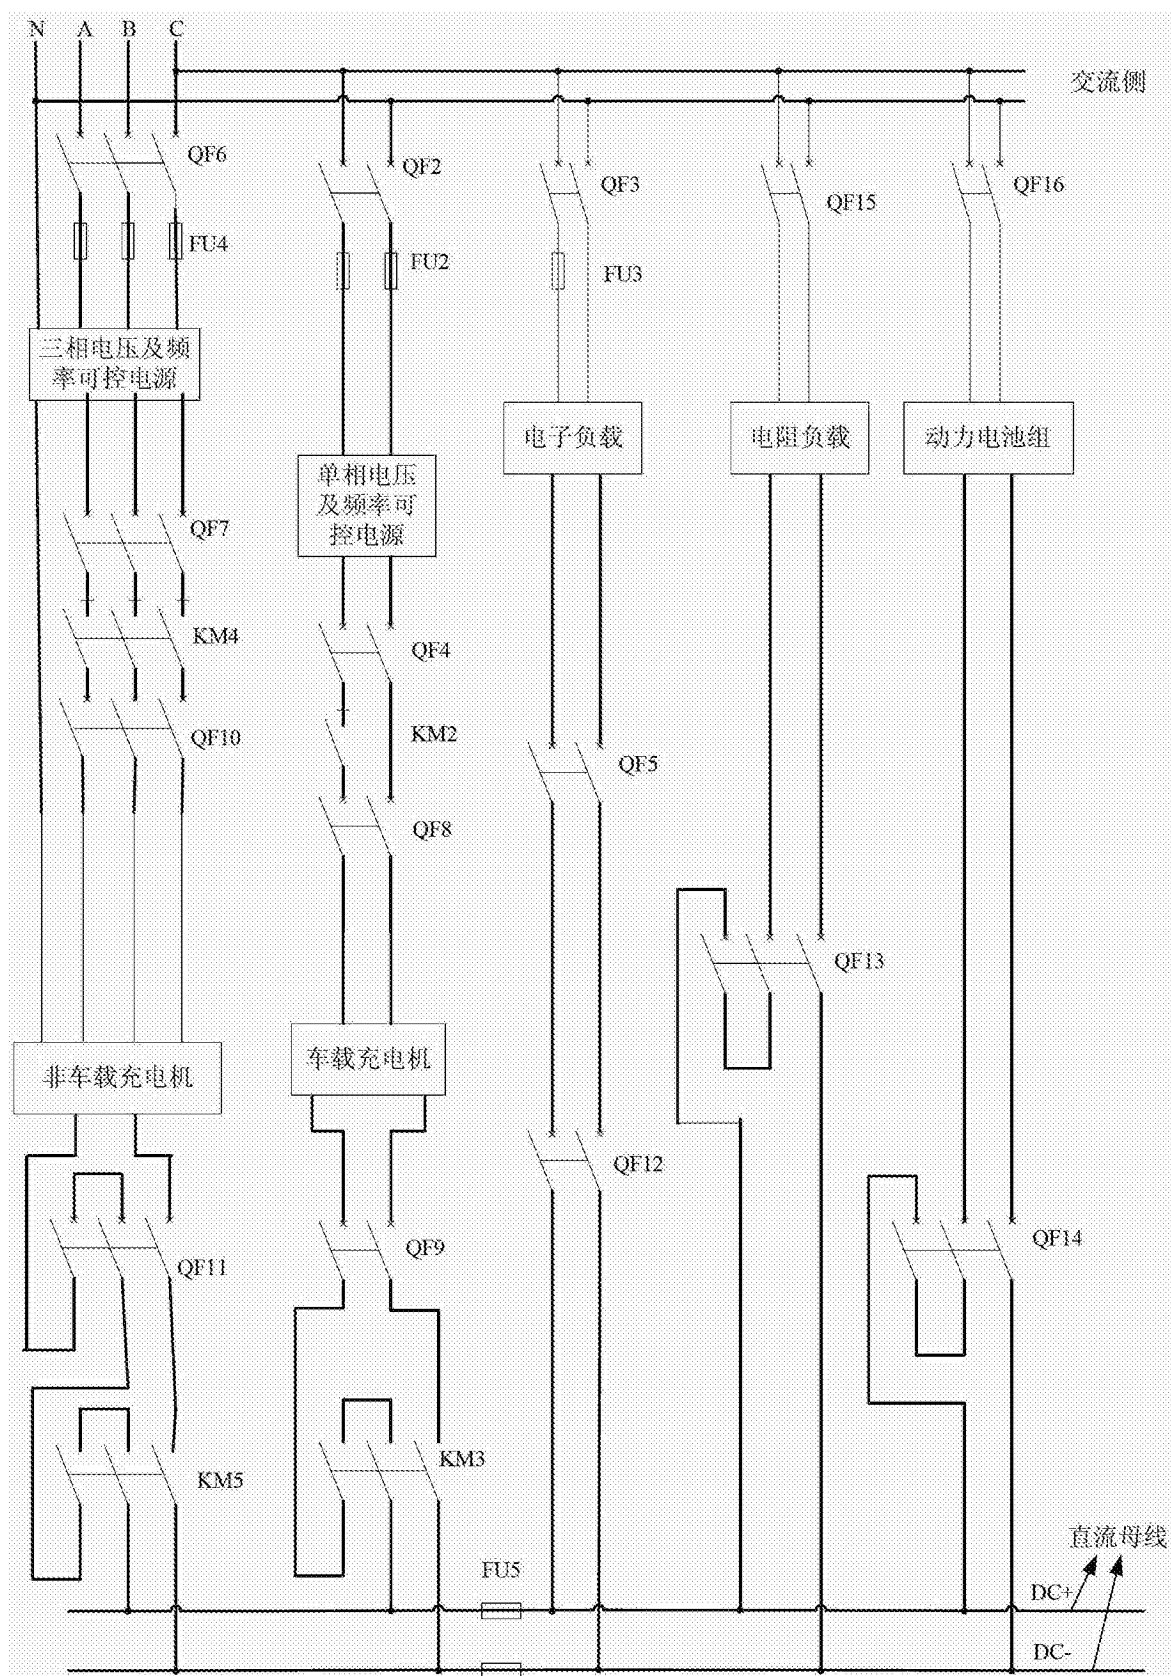 N A B C
交流侧
QF6
QF2
QF3
QF15
QF16
FU4
FU2
FU3
三相电压及频
率可控电源
电子负载
电阻负载
动力电池组
单相电压
及频率可
控电源
QF7
KM4
QF4
QF10
KM2
QF5
QF8
QF13
车载充电机
非车载充电机
QF12
QF11
QF9
QF14
KM5
KM3
直流母线
FU5
DC+
DC-